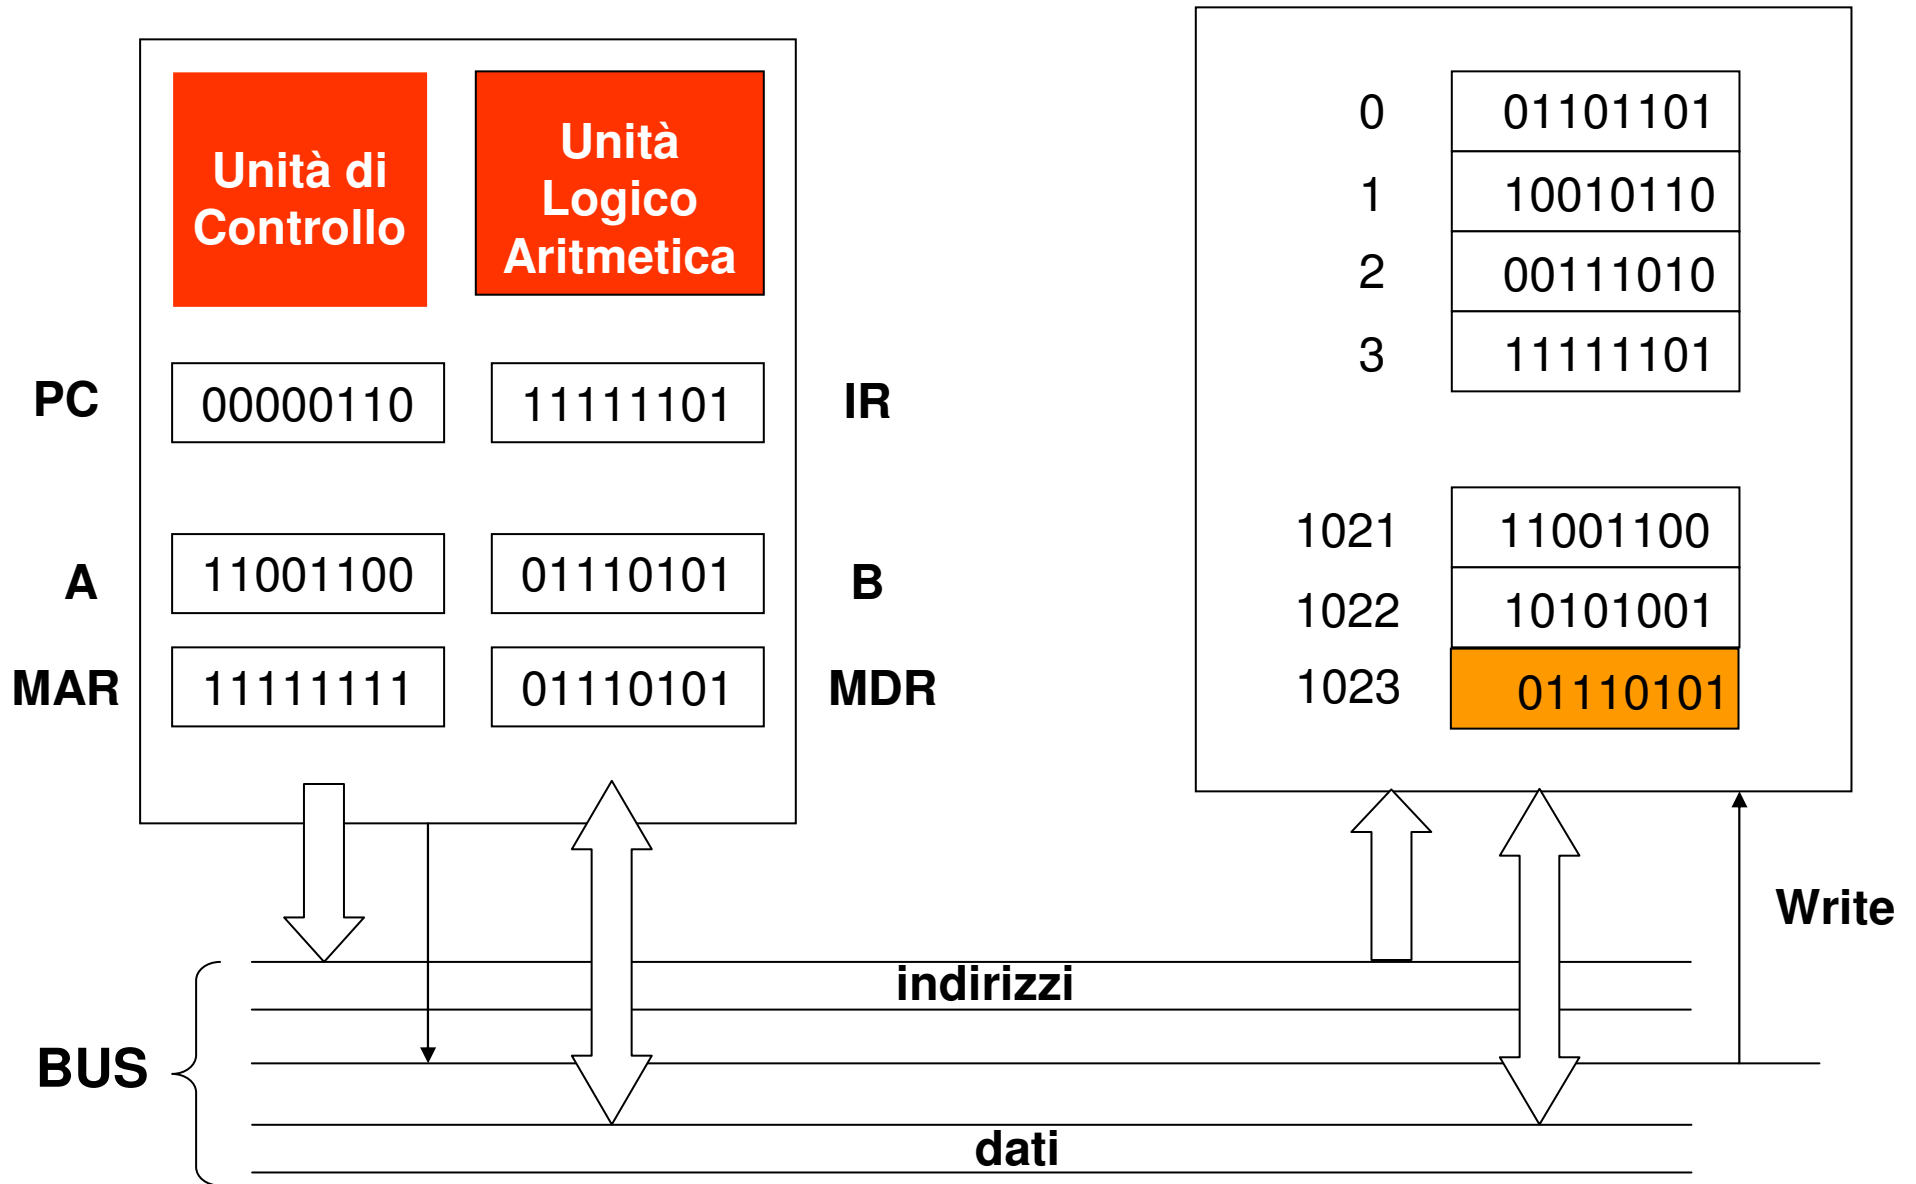 Unità di
Controllo
Unità
Logico
Aritmetica
PC 00000110 11111101 IR
A 11001100 01110101 B
MAR 11111111 01110101 MDR
0 01101101
1 10010110
2 00111010
3 11111101
1021 11001100
1022 10101001
1023 01110101
Write
BUS
indirizzi
dati